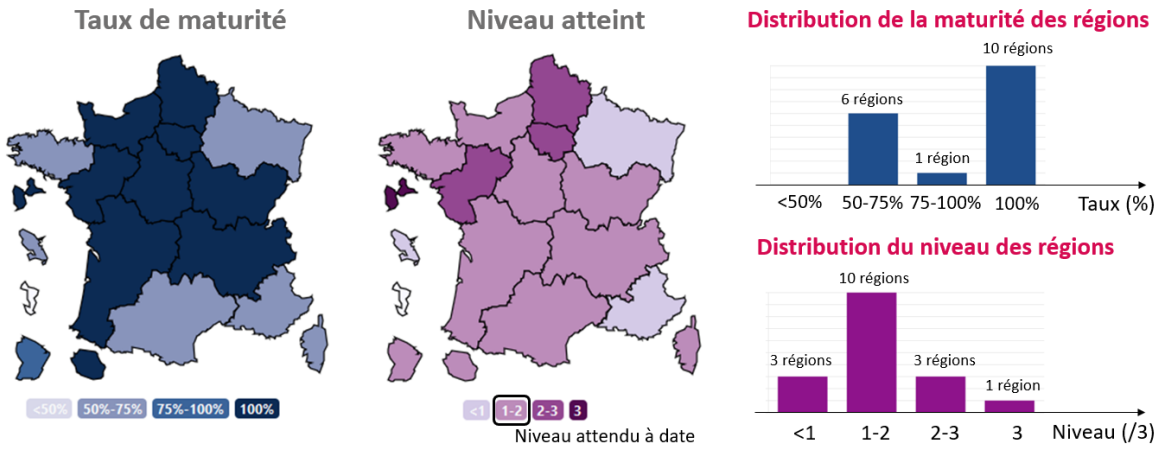 Taux de maturité
<50%
50%-75%
75%-100%
100%
Niveau atteint
<1
1-2
2-3
3
Niveau attendu à date
Distribution de la maturité des régions
10 régions
6 régions
1 région
<50%
50-75%
75-100%
100%
Taux (%)
Distribution du niveau des régions
10 régions
3 régions
3 régions
1 région
<1
1-2
2-3
3
Niveau (/3)